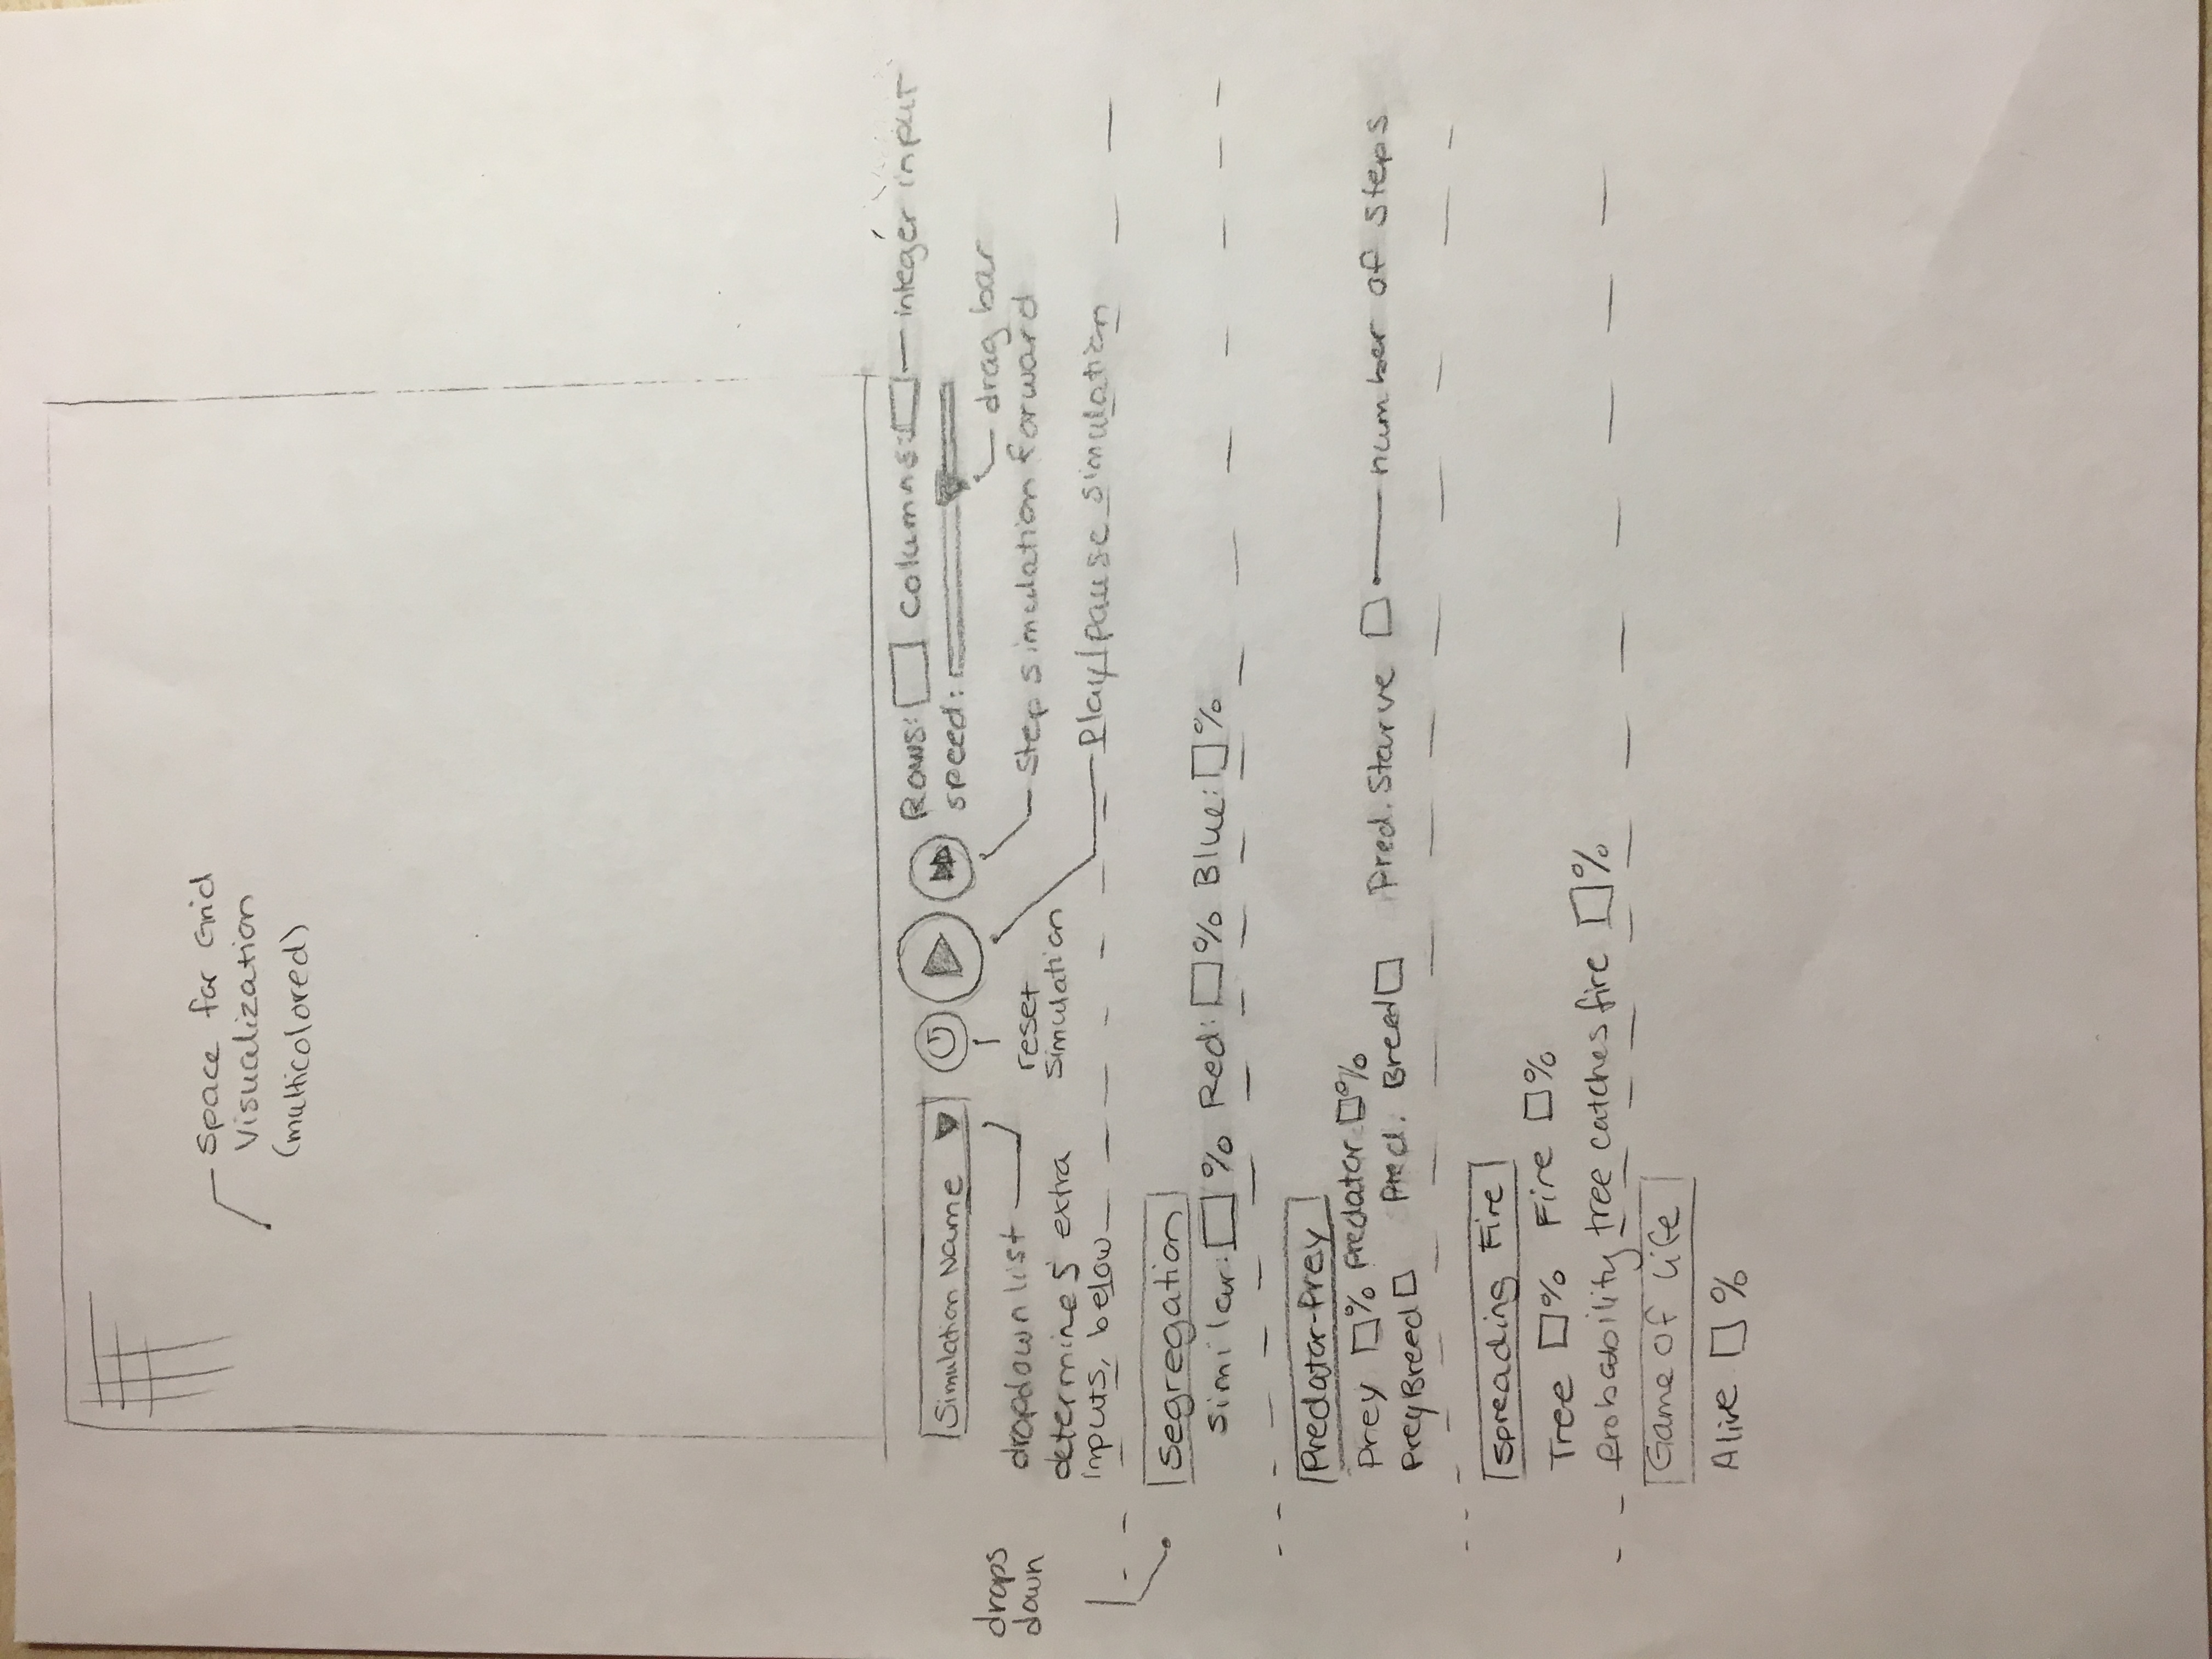 Space for Grid
Visualization
(multicolored)
Rows: Columns: integer input
Simulation Name
speed:
drops
down
drag bar
dropdown list
reset
simulation
step simulation forward
determines extra
inputs, below
Play/pause simulation
Segregation
Similar: % Red: % Blue: %
Predator-Prey
Prey % Predator %
Prey Breed Pred. Breed Pred. Starve number of steps
Spreading Fire
Tree % Fire %
Probability tree catches fire %
Game of Life
Alive %